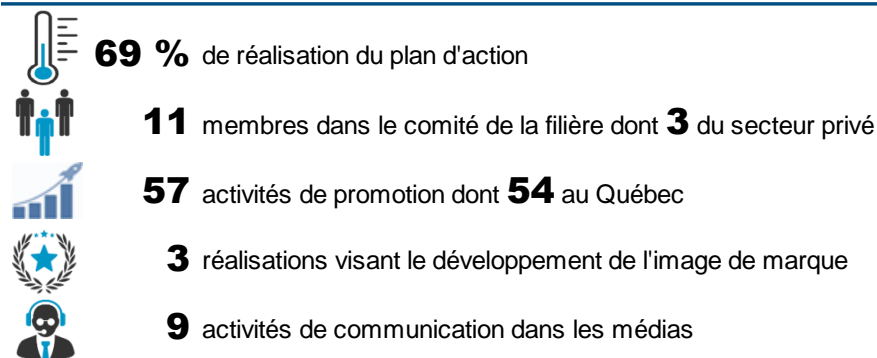 69 % de réalisation du plan d'action
11 membres dans le comité de la filière dont 3 du secteur privé
57 activités de promotion dont 54 au Québec
3 réalisations visant le développement de l'image de marque
9 activités de communication dans les médias